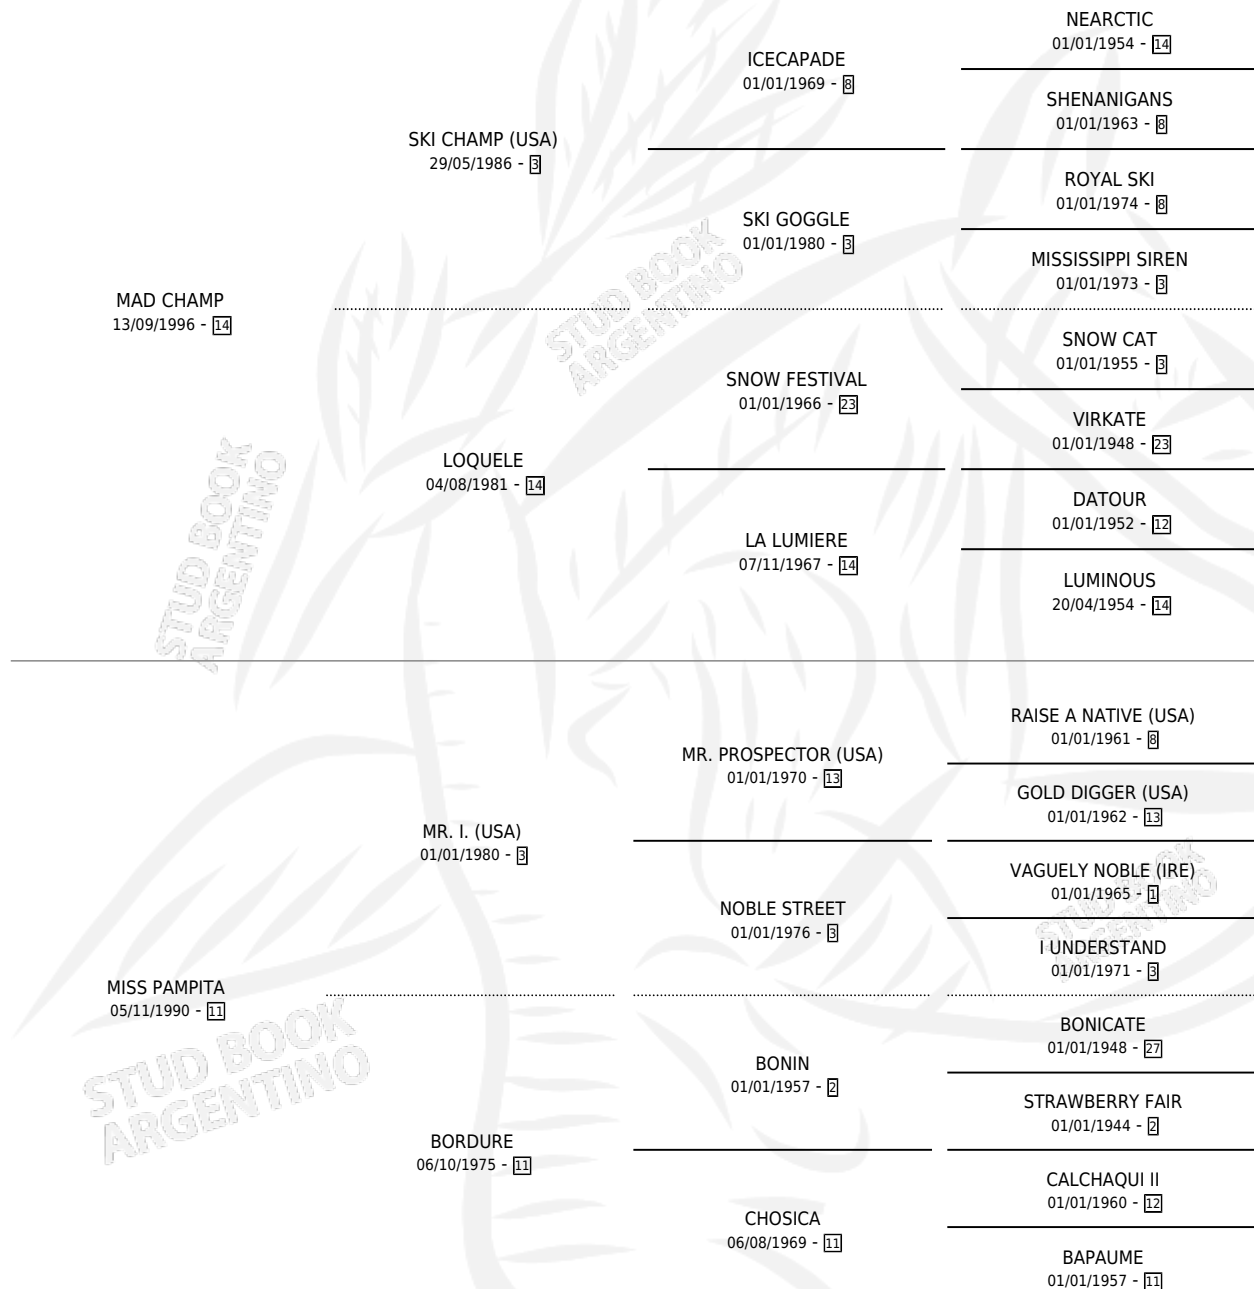 NEARCTIC
01/01/1954 - 14
ICECAPADE
01/01/1969 - 8
SHENANIGANS
01/01/1963 - 8
SKI CHAMP (USA)
29/05/1986 - 3
ROYAL SKI
01/01/1974 - 8
SKI GOGGLE
01/01/1980 - 3
MISSISSIPPI SIREN
01/01/1973 - 3
MAD CHAMP
13/09/1996 - 14
SNOW CAT
01/01/1955 - 3
SNOW FESTIVAL
01/01/1966 - 23
VIRKATE
01/01/1948 - 23
LOQUELE
04/08/1981 - 14
DATOUR
01/01/1952 - 12
LA LUMIERE
07/11/1967 - 14
LUMINOUS
20/04/1954 - 14
RAISE A NATIVE (USA)
01/01/1961 - 8
MR. PROSPECTOR (USA)
01/01/1970 - 13
GOLD DIGGER (USA)
01/01/1962 - 13
MR. I. (USA)
01/01/1980 - 3
VAGUELY NOBLE (IRE)
01/01/1965 - 1
NOBLE STREET
01/01/1976 - 3
I UNDERSTAND
01/01/1971 - 3
MISS PAMPITA
05/11/1990 - 11
BONICATE
01/01/1948 - 27
BONIN
01/01/1957 - 2
STRAWBERRY FAIR
01/01/1944 - 2
BORDURE
06/10/1975 - 11
CALCHAQUI II
01/01/1960 - 12
CHOSICA
06/08/1969 - 11
BAPAUME
01/01/1957 - 11
STUD BOOK
ARGENTINO
STUD BOOK
ARGENTINO
STUD BOOK
ARGENTINO
STUD BOOK
ARGENTINO